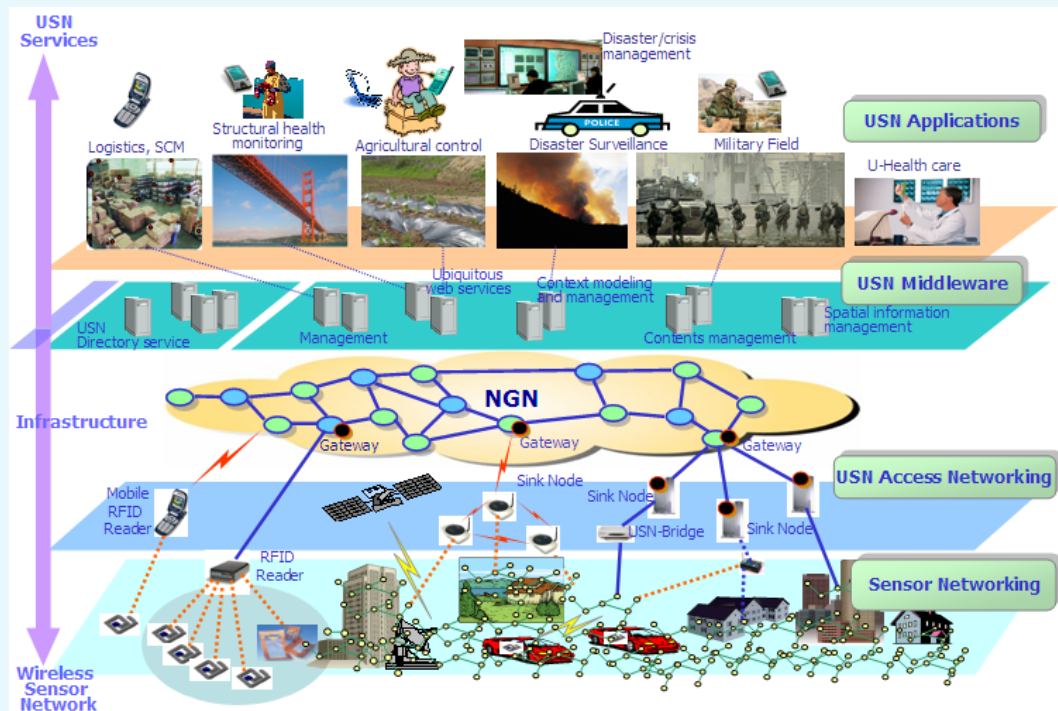 USN
Services
Disaster/crisis
management
POLICE
USN Applications
Structural health
monitoring
Logistics, SCM
Agricultural control
Disaster Surveillance
Military Field
U-Health care
USN Middleware
Ubiquitous
web services
Context modeling
and management
USN
Directory service
Management
Contents management
Spatial information
management
NGN
Infrastructure
Gateway
Gateway
Gateway
USN Access Networking
Mobile
RFID
Reader
Sink Node
Sink Node
USN-Bridge
Sink Node
RFID
Reader
Sensor Networking
Wireless
Sensor
Network